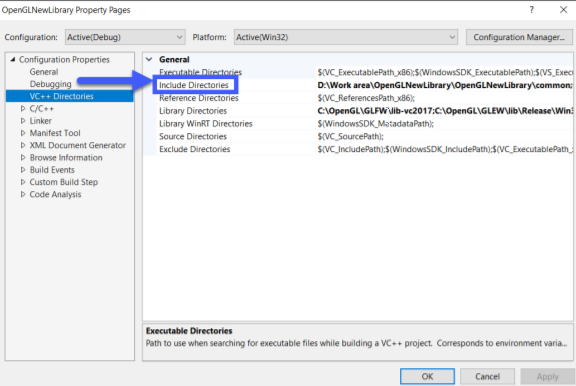 OpenGLNewLibrary Property Pages
? X
Configuration: Active(Debug) Platform: Active(Win32) Configuration Manager...
Configuration Properties
General
Debugging
VC++ Directories
C/C++
Linker
Manifest Tool
XML Document Generator
Browse Information
Build Events
Custom Build Step
Code Analysis
General
Executable Directories $(VC_ExecutablePath_x86);$(WindowsSDK_ExecutablePath);$(VS_Exec
Include Directories D:\Work area\OpenGLNewLibrary\OpenGLNewLibrary\common;
Reference Directories $(VC_ReferencesPath_x86);
Library Directories C:\OpenGL\GLFW\lib-vc2017;C:\OpenGL\GLEW\lib\Release\Win3
Library WinRT Directories $(WindowsSDK_MetadataPath);
Source Directories $(VC_SourcePath);
Exclude Directories $(VC_IncludePath);$(WindowsSDK_IncludePath);$(VC_ExecutablePath_
Executable Directories
Path to use when searching for executable files while building a VC++ project. Corresponds to environment varia...
OK Cancel Apply